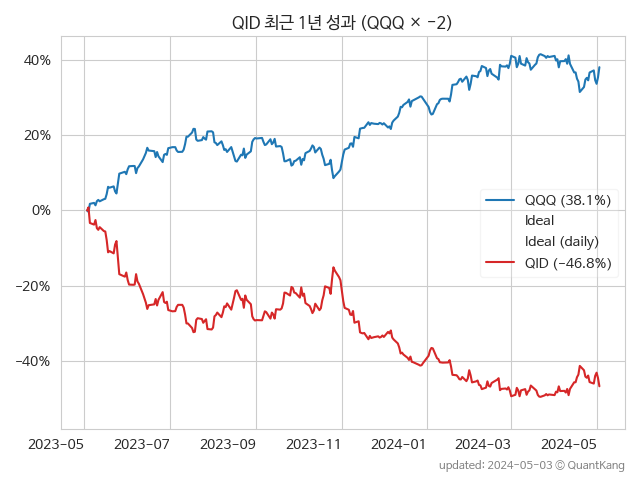 QID 최근 1년 성과 (QQQ × −2)
40%
20%
0%
−20%
−40%
QQQ (38.1%)
Ideal
Ideal (daily)
QID (−46.8%)
2023-05
2023-07
2023-09
2023-11
2024-01
2024-03
2024-05
updated: 2024-05-03 © QuantKang